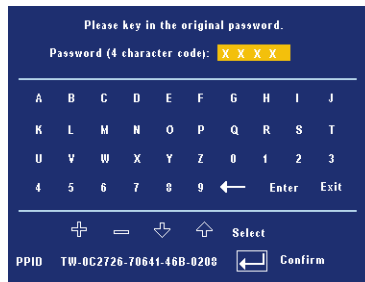 Please key in the original password.
Password (4 character code): X X X X
A B C D E F G H I J
K L M N O P Q R S T
U V W X Y Z 0 1 2 3
4 5 6 7 8 9 ← Enter Exit
Select
PPID TW-0C2726-70641-46B-0208 Confirm